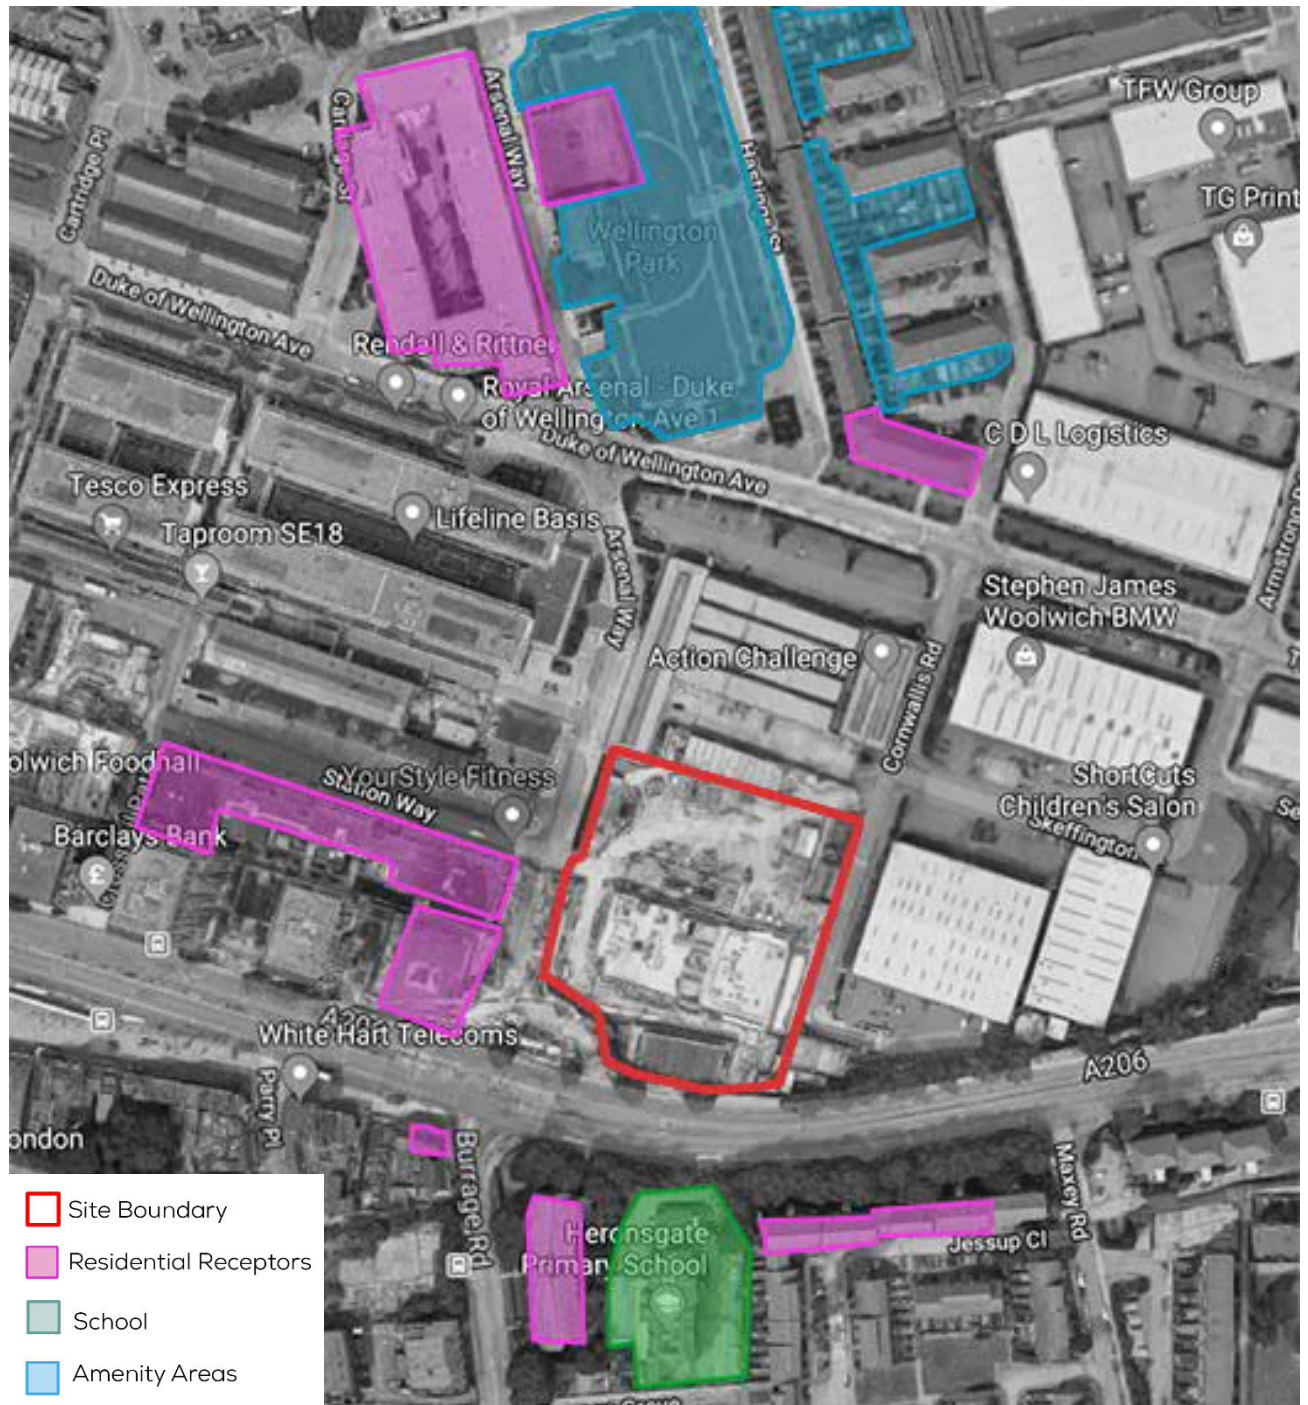 TFW Group
Cartridge Pl
Arsenal Way
TG Print
Wellington
Park
Duke of Wellington Ave
Rendall & Rittner
Royal Arsenal - Duke
of Wellington Ave 1
Duke of Wellington Ave
C D L Logistics
Tesco Express
Lifeline Basis
Taproom SE18
Arsenal Way
Stephen James
Woolwich BMW
Action Challenge
Cornwallis Rd
olwich Foodhall
YourStyle Fitness
Station Way
ShortCuts
Children's Salon
Skeffington
Barclays Bank
£
White Hart Telecoms
A206
Parry Pl
ondon
Burrage Rd
Maxey Rd
Heronsgate
Primary School
Jessup Cl
Site Boundary
Residential Receptors
School
Amenity Areas